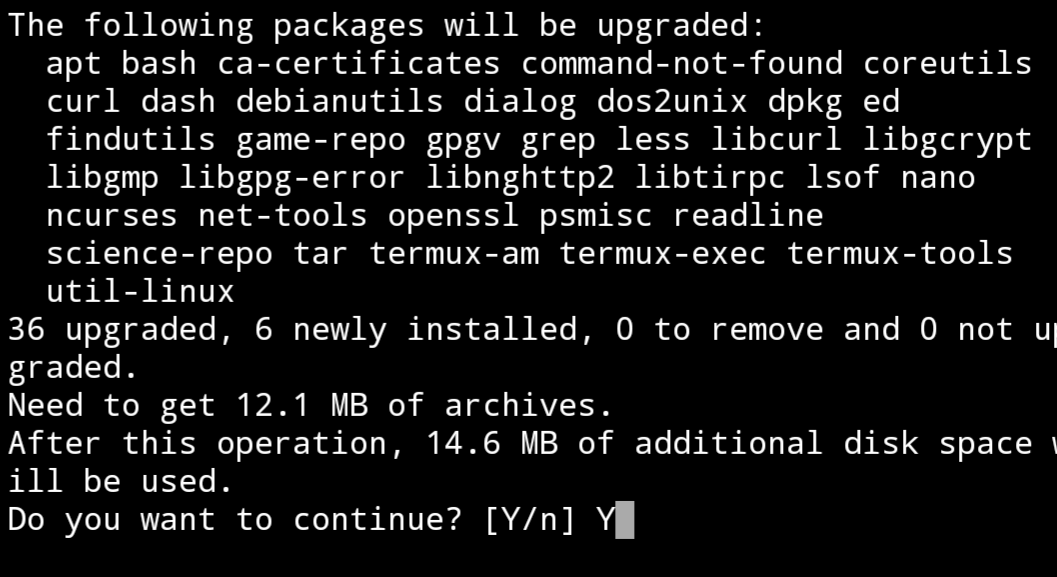 The following packages will be upgraded:
apt bash ca-certificates command-not-found coreutils
curl dash debianutils dialog dos2unix dpkg ed
findutils game-repo gpgv grep less libcurl libgcrypt
libgmp libgpg-error libnghttp2 libtirpc lsof nano
ncurses net-tools openssl psmisc readline
science-repo tar termux-am termux-exec termux-tools
util-linux
36 upgraded, 6 newly installed, 0 to remove and 0 not up
graded.
Need to get 12.1 MB of archives.
After this operation, 14.6 MB of additional disk space w
ill be used.
Do you want to continue? [Y/n] Y